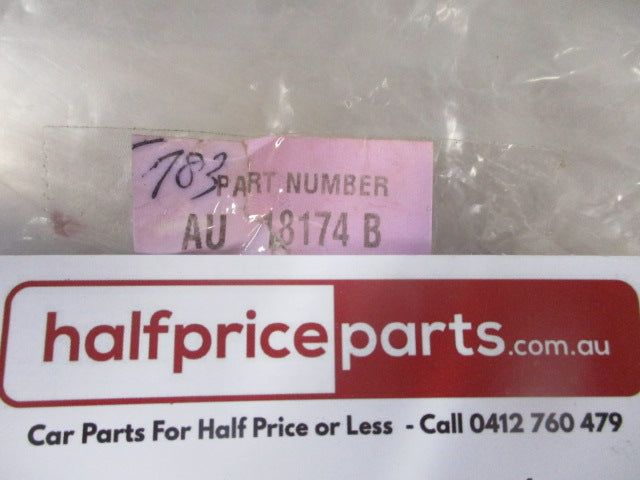 783
PART NUMBER
AU 18174 B
halfpriceparts.com.au
Car Parts For Half Price or Less - Call 0412 760 479